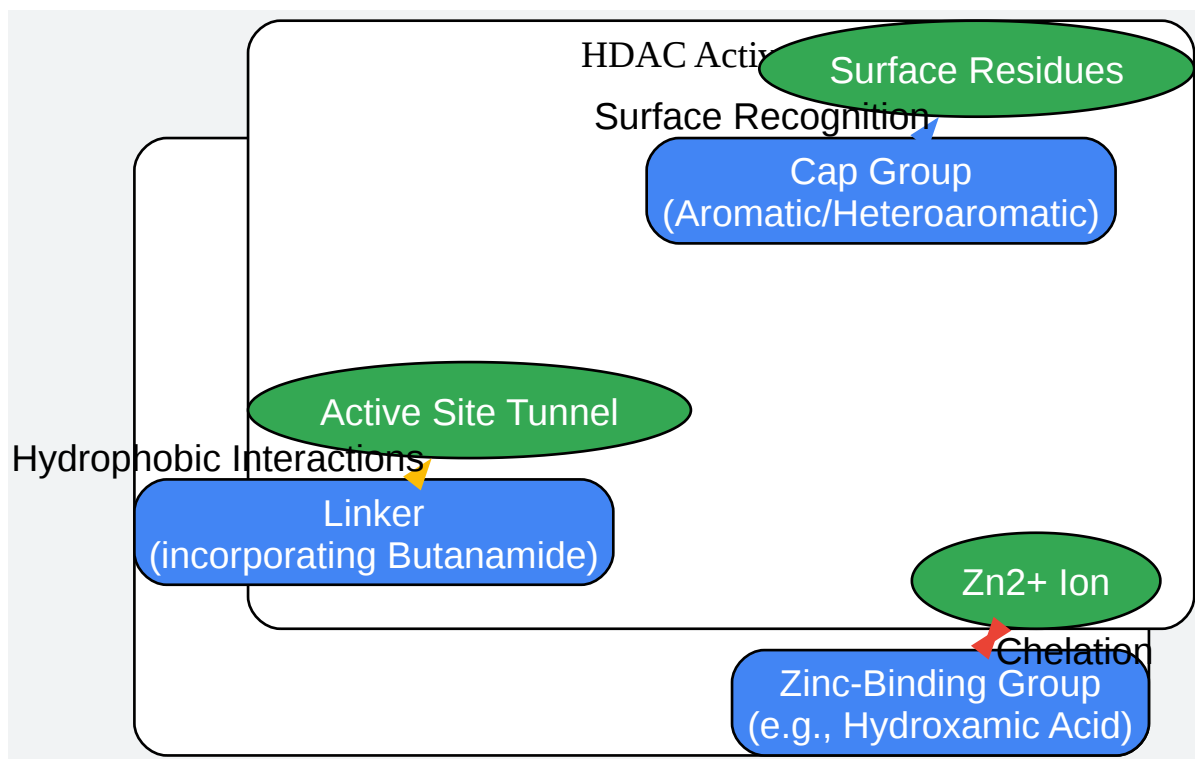 HDAC
Surface Residues
Surface Recognition
Cap Group
(Aromatic/Heteroaromatic)
Active Site Tunnel
Hydrophobic Interactions
Linker
(incorporating Butanamide)
Zn2+ Ion
Chelation
Zinc-Binding Group
(e.g., Hydroxamic Acid)